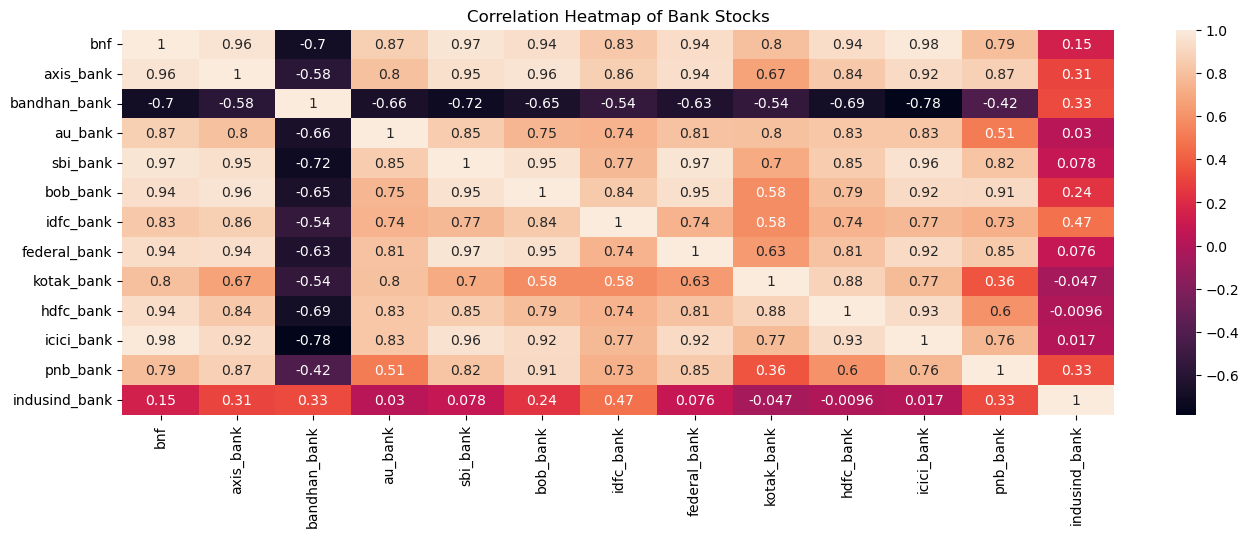 Correlation Heatmap of Bank Stocks
bnf 1 0.96 -0.7 0.87 0.97 0.94 0.83 0.94 0.8 0.94 0.98 0.79 0.15
axis_bank 0.96 1 -0.58 0.8 0.95 0.96 0.86 0.94 0.67 0.84 0.92 0.87 0.31
bandhan_bank -0.7 -0.58 1 -0.66 -0.72 -0.65 -0.54 -0.63 -0.54 -0.69 -0.78 -0.42 0.33
au_bank 0.87 0.8 -0.66 1 0.85 0.75 0.74 0.81 0.8 0.83 0.83 0.51 0.03
sbi_bank 0.97 0.95 -0.72 0.85 1 0.95 0.77 0.97 0.7 0.85 0.96 0.82 0.078
bob_bank 0.94 0.96 -0.65 0.75 0.95 1 0.84 0.95 0.58 0.79 0.92 0.91 0.24
idfc_bank 0.83 0.86 -0.54 0.74 0.77 0.84 1 0.74 0.58 0.74 0.77 0.73 0.47
federal_bank 0.94 0.94 -0.63 0.81 0.97 0.95 0.74 1 0.63 0.81 0.92 0.85 0.076
kotak_bank 0.8 0.67 -0.54 0.8 0.7 0.58 0.58 0.63 1 0.88 0.77 0.36 -0.047
hdfc_bank 0.94 0.84 -0.69 0.83 0.85 0.79 0.74 0.81 0.88 1 0.93 0.6 -0.0096
icici_bank 0.98 0.92 -0.78 0.83 0.96 0.92 0.77 0.92 0.77 0.93 1 0.76 0.017
pnb_bank 0.79 0.87 -0.42 0.51 0.82 0.91 0.73 0.85 0.36 0.6 0.76 1 0.33
indusind_bank 0.15 0.31 0.33 0.03 0.078 0.24 0.47 0.076 -0.047 -0.0096 0.017 0.33 1
bnf
axis_bank
bandhan_bank
au_bank
sbi_bank
bob_bank
idfc_bank
federal_bank
kotak_bank
hdfc_bank
icici_bank
pnb_bank
indusind_bank
1.0
0.8
0.6
0.4
0.2
0.0
−0.2
−0.4
−0.6